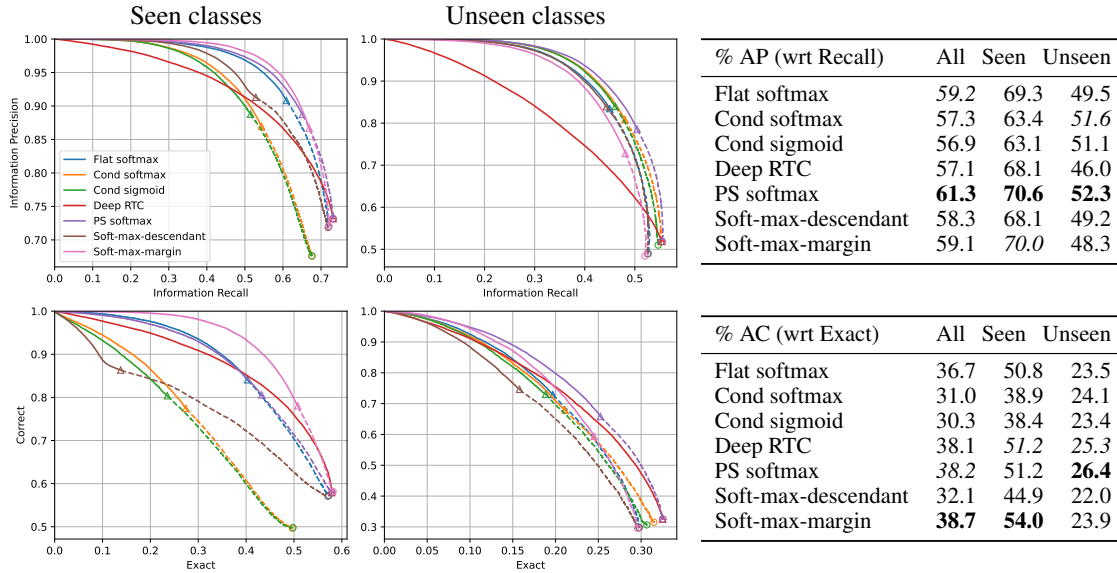 Seen classes
Unseen classes
1.00
0.95
0.90
0.85
0.80
0.75
0.70
Information Precision
Flat softmax
Cond softmax
Cond sigmoid
Deep RTC
PS softmax
Soft-max-descendant
Soft-max-margin
0.0 0.1 0.2 0.3 0.4 0.5 0.6 0.7
Information Recall
1.0
0.9
0.8
0.7
0.6
0.5
0.0 0.1 0.2 0.3 0.4 0.5
Information Recall
% AP (wrt Recall) All Seen Unseen
Flat softmax 59.2 69.3 49.5
Cond softmax 57.3 63.4 51.6
Cond sigmoid 56.9 63.1 51.1
Deep RTC 57.1 68.1 46.0
PS softmax 61.3 70.6 52.3
Soft-max-descendant 58.3 68.1 49.2
Soft-max-margin 59.1 70.0 48.3
1.0
0.9
0.8
0.7
0.6
0.5
Correct
0.0 0.1 0.2 0.3 0.4 0.5 0.6
Exact
1.0
0.9
0.8
0.7
0.6
0.5
0.4
0.3
0.00 0.05 0.10 0.15 0.20 0.25 0.30
Exact
% AC (wrt Exact) All Seen Unseen
Flat softmax 36.7 50.8 23.5
Cond softmax 31.0 38.9 24.1
Cond sigmoid 30.3 38.4 23.4
Deep RTC 38.1 51.2 25.3
PS softmax 38.2 51.2 26.4
Soft-max-descendant 32.1 44.9 22.0
Soft-max-margin 38.7 54.0 23.9